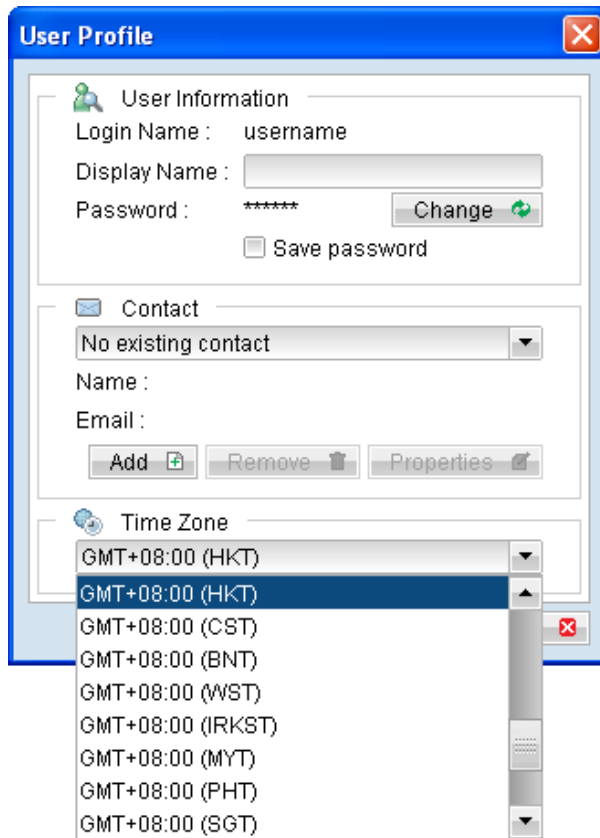 User Profile
User Information
Login Name : username
Display Name :
Password : ****** Change
Save password
Contact
No existing contact
Name :
Email :
Add Remove Properties
Time Zone
GMT+08:00 (HKT)
GMT+08:00 (HKT)
GMT+08:00 (CST)
GMT+08:00 (BNT)
GMT+08:00 (WST)
GMT+08:00 (IRKST)
GMT+08:00 (MYT)
GMT+08:00 (PHT)
GMT+08:00 (SGT)